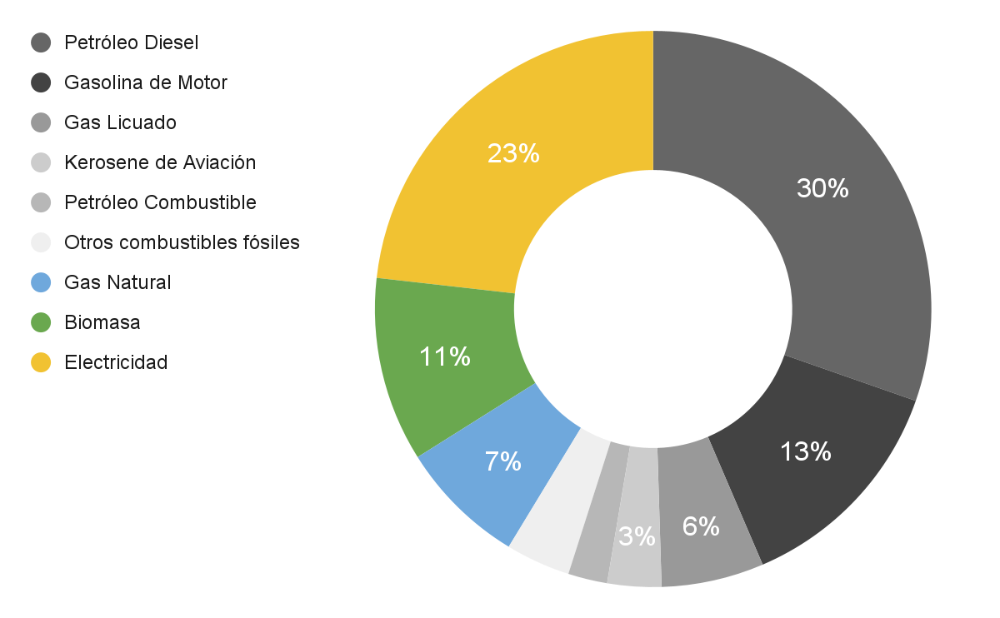 Petróleo Diesel
Gasolina de Motor
Gas Licuado
Kerosene de Aviación
Petróleo Combustible
Otros combustibles fósiles
Gas Natural
Biomasa
Electricidad
23%
30%
11%
13%
7%
6%
3%